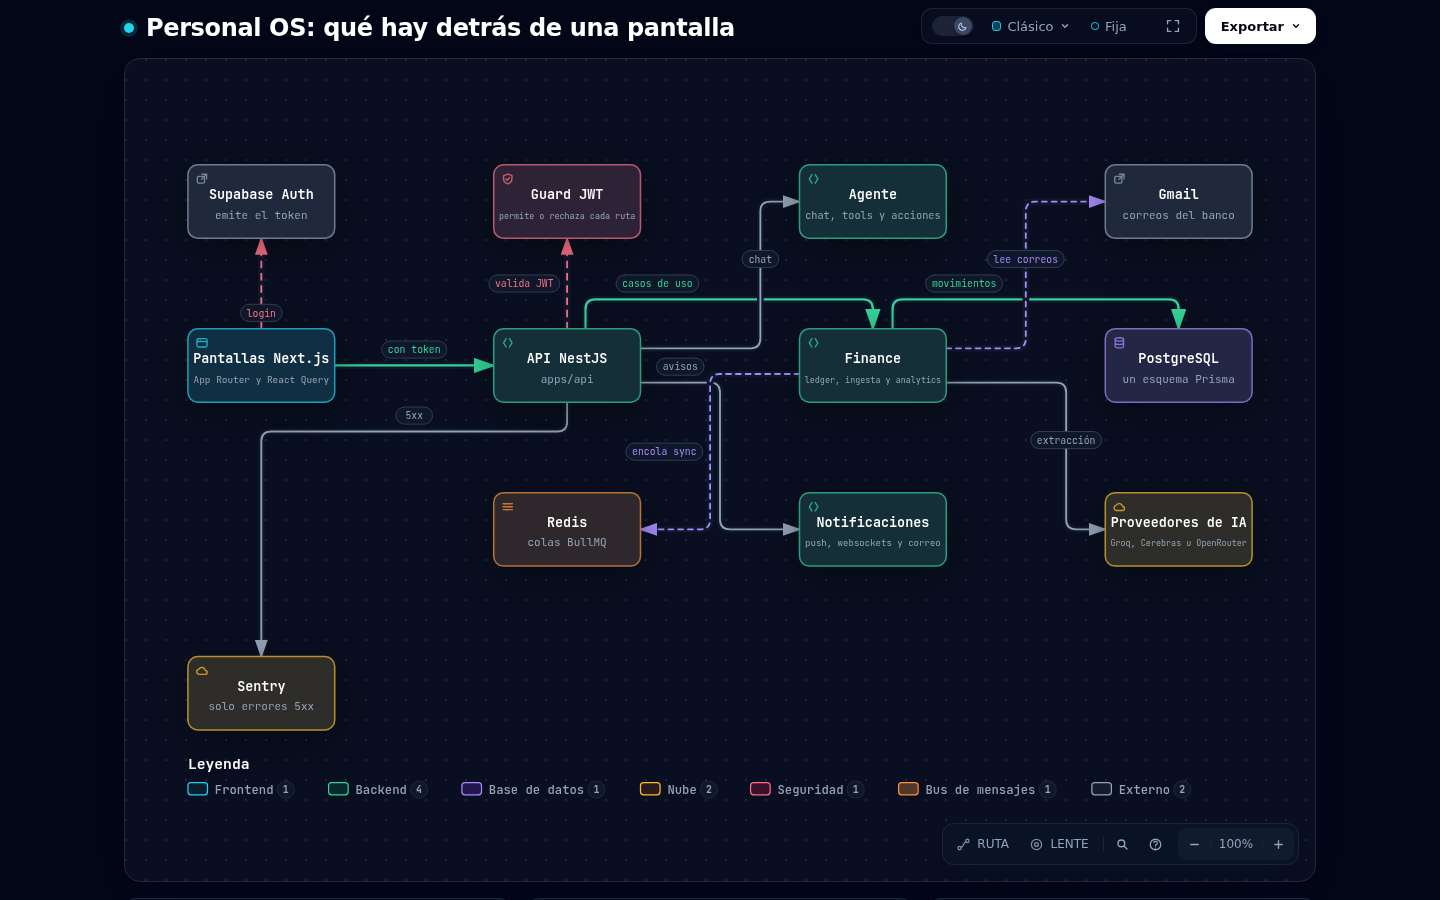 Personal OS: qué hay detrás de una pantalla
Clásico
Fija
Exportar
Supabase Auth
emite el token
Guard JWT
permite o rechaza cada ruta
Agente
chat, tools y acciones
Gmail
correos del banco
chat
lee correos
valida JWT
casos de uso
movimientos
login
Pantallas Next.js
App Router y React Query
con token
API NestJS
apps/api
avisos
Finance
ledger, ingesta y analytics
PostgreSQL
un esquema Prisma
5xx
encola sync
extracción
Redis
colas BullMQ
Notificaciones
push, websockets y correo
Proveedores de IA
Groq, Cerebras u OpenRouter
Sentry
solo errores 5xx
Leyenda
Frontend 1
Backend 4
Base de datos 1
Nube 2
Seguridad 1
Bus de mensajes 1
Externo 2
RUTA
LENTE
100%